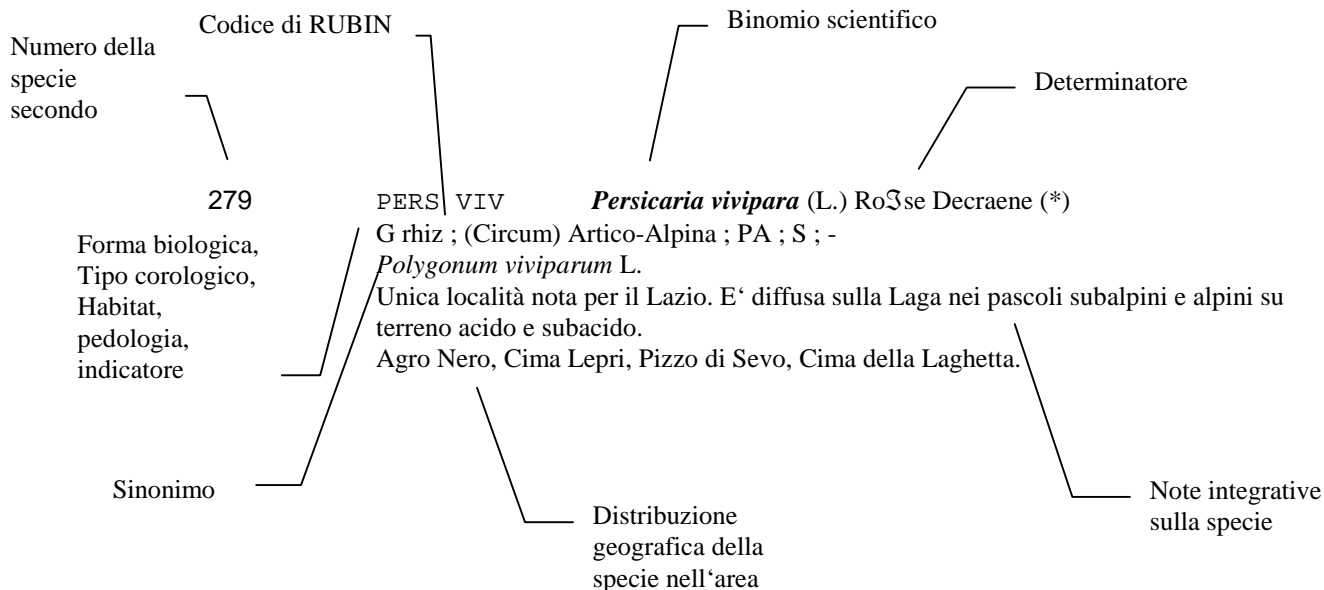 Codice di RUBIN
Binomio scientifico
Numero della
specie
secondo
Determinatore
279 PERS VIV Persicaria vivipara (L.) Roℑse Decraene (*)
G rhiz ; (Circum) Artico-Alpina ; PA ; S ; -
Polygonum viviparum L.
Unica località nota per il Lazio. E‘ diffusa sulla Laga nei pascoli subalpini e alpini su
terreno acido e subacido.
Agro Nero, Cima Lepri, Pizzo di Sevo, Cima della Laghetta.
Forma biologica,
Tipo corologico,
Habitat,
pedologia,
indicatore
Sinonimo
Distribuzione
geografica della
specie nell‘area
Note integrative
sulla specie